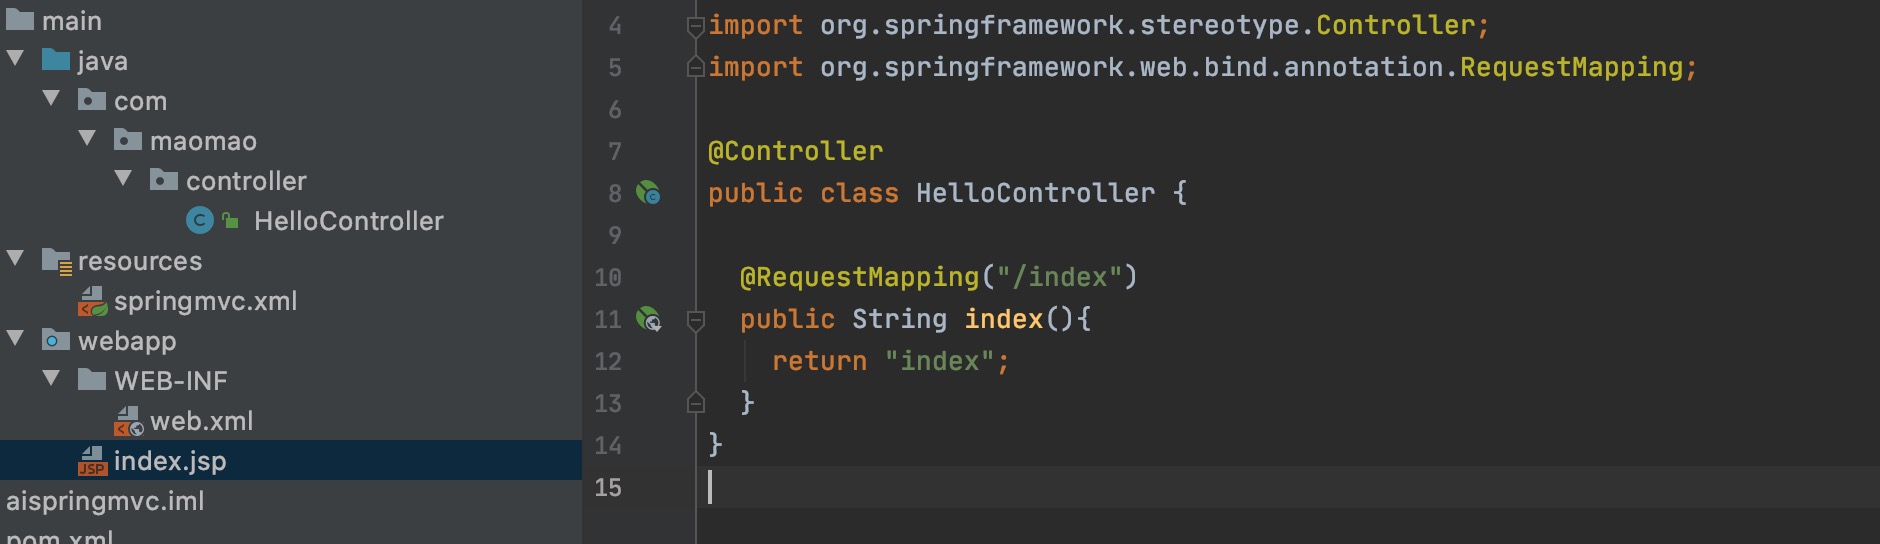 main
java
com
maomao
controller
C HelloController
resources
springmvc.xml
webapp
WEB-INF
web.xml
JSP index.jsp
aispringmvc.iml
pom.xml
4 import org.springframework.stereotype.Controller;
5 import org.springframework.web.bind.annotation.RequestMapping;
6
7 @Controller
8 public class HelloController {
9
10 @RequestMapping("/index")
11 public String index(){
12 return "index";
13 }
14 }
15